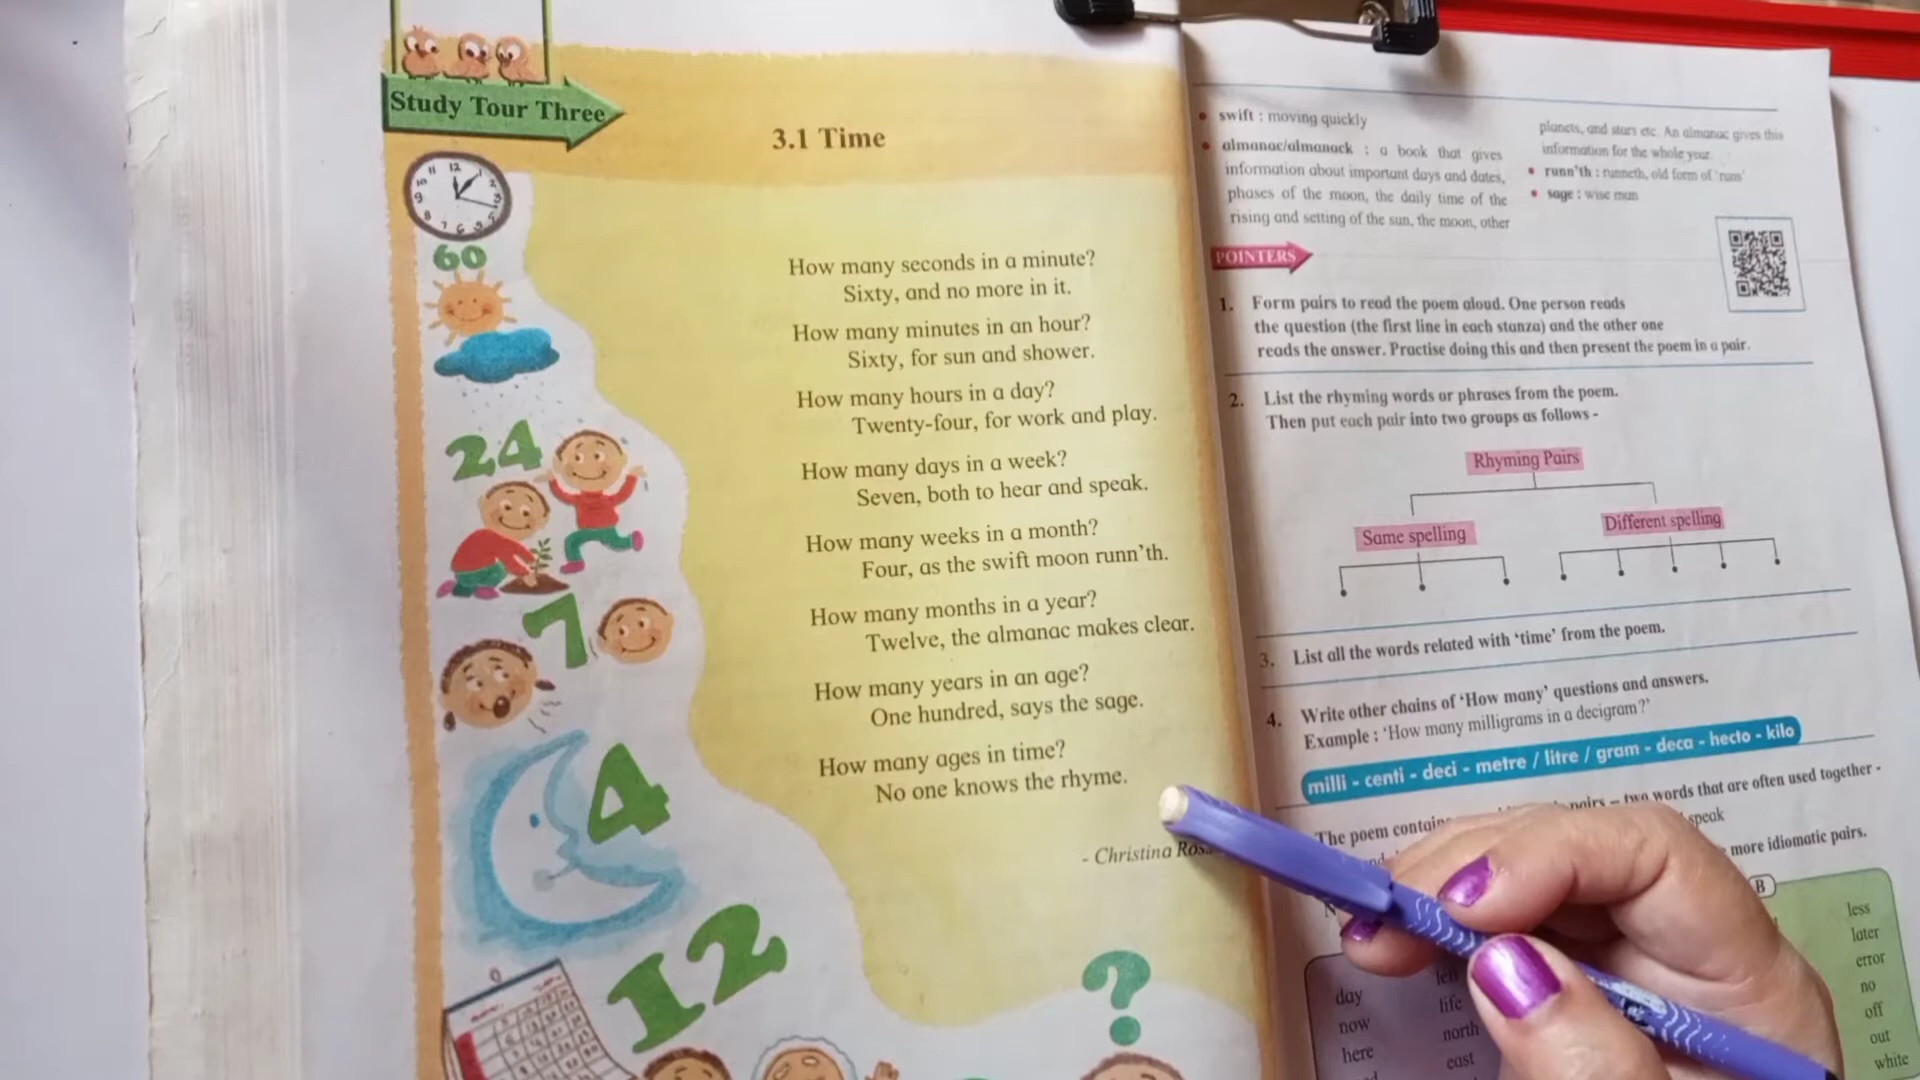 Study Tour Three
3.1 Time
60
24
7
4
12
?
How many seconds in a minute?
Sixty, and no more in it.
How many minutes in an hour?
Sixty, for sun and shower.
How many hours in a day?
Twenty-four, for work and play.
How many days in a week?
Seven, both to hear and speak.
How many weeks in a month?
Four, as the swift moon runn'th.
How many months in a year?
Twelve, the almanac makes clear.
How many years in an age?
One hundred, says the sage.
How many ages in time?
No one knows the rhyme.
- Christina
• swift : moving quickly
• almanac/almanack : a book that gives
information about important days and dates,
phases of the moon, the daily time of the
rising and setting of the sun, the moon, other
planets, and stars etc. An almanac gives this
information for the whole year.
• runn'th : runneth, old form of 'runs'
• sage : wise man
POINTERS
1. Form pairs to read the poem aloud. One person reads
the question (the first line in each stanza) and the other one
reads the answer. Practise doing this and then present the poem in a pair.
2. List the rhyming words or phrases from the poem.
Then put each pair into two groups as follows -
Rhyming Pairs
Same spelling
Different spelling
3. List all the words related with 'time' from the poem.
4. Write other chains of 'How many' questions and answers.
Example : 'How many milligrams in a decigram?'
milli - centi - deci - metre / litre / gram - deca - hecto - kilo
The poem pairs – two words that are often used together -
speak
more idiomatic pairs.
B
day
now
here
left
life
north
east
less
later
error
no
off
out
white